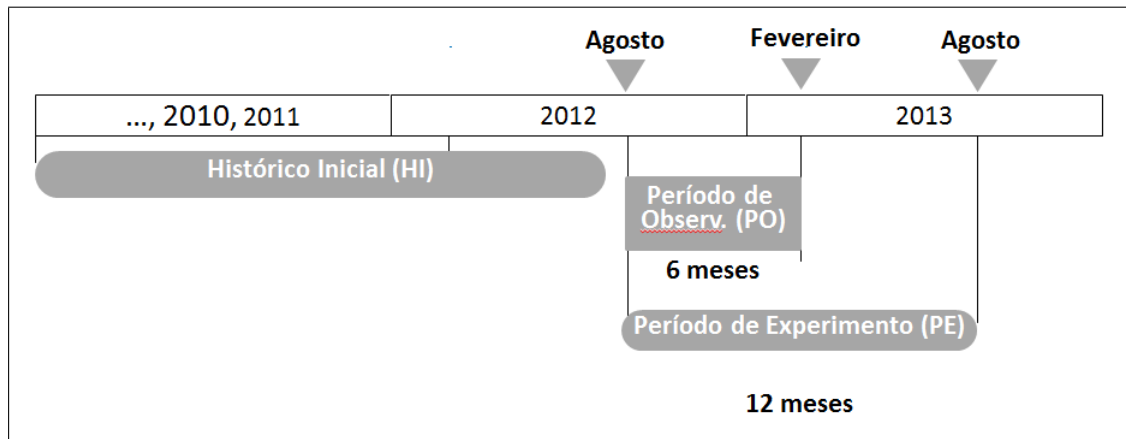 Agosto
Fevereiro
Agosto
..., 2010, 2011
2012
2013
Histórico Inicial (HI)
Período de
Observ. (PO)
6 meses
Período de Experimento (PE)
12 meses